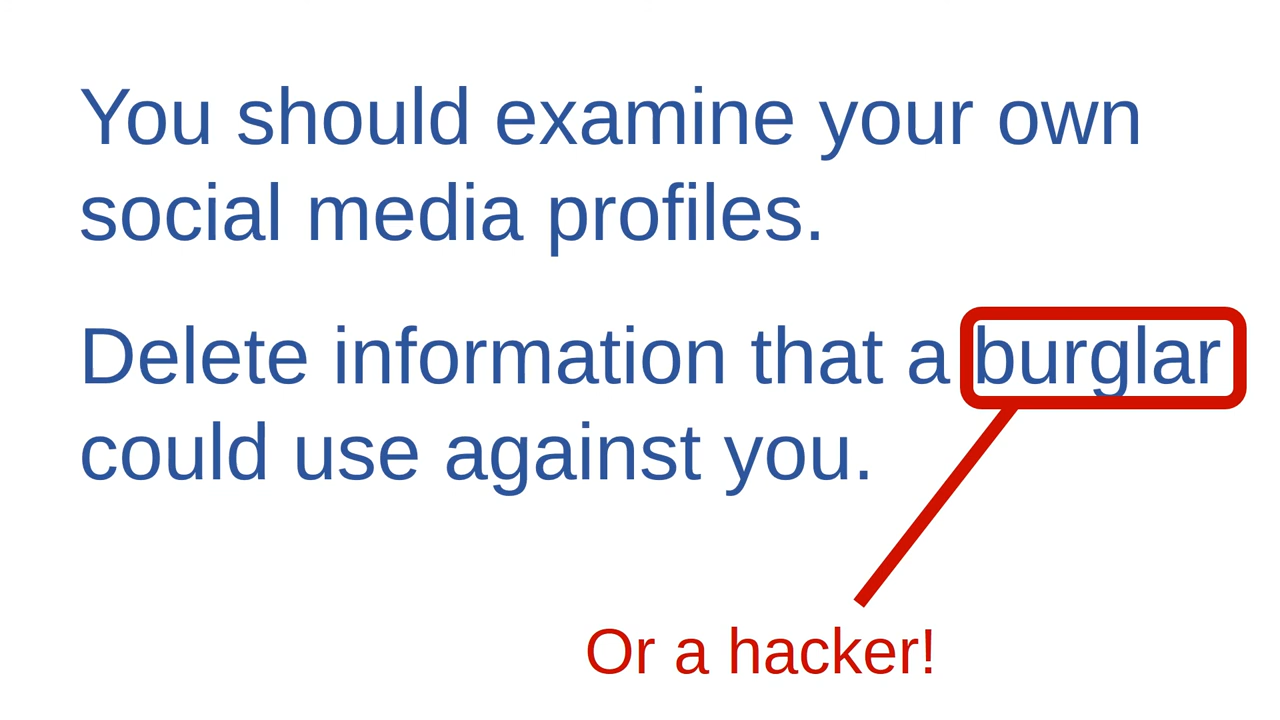 You should examine your own
social media profiles.
Delete information that a burglar
could use against you.
Or a hacker!